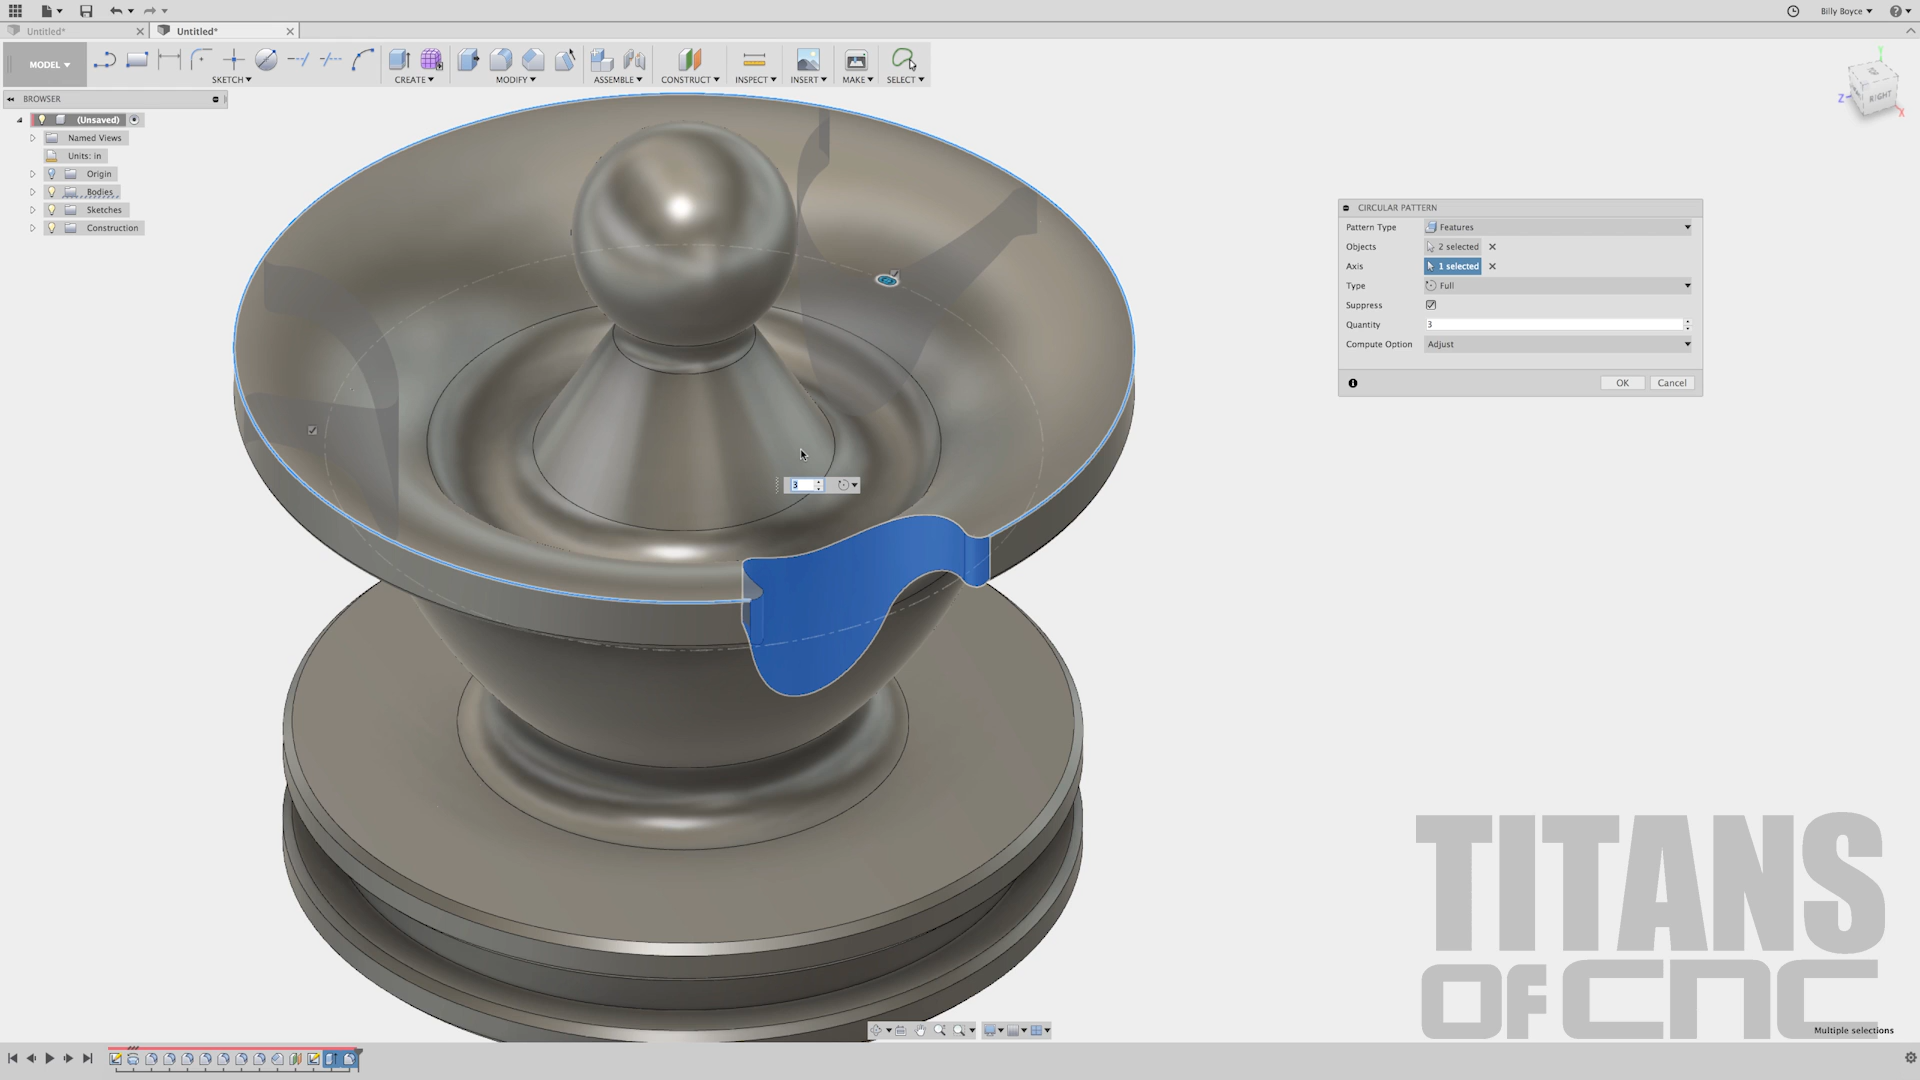 Billy Boyce
Untitled*
Untitled*
MODEL
SKETCH
CREATE
MODIFY
ASSEMBLE
CONSTRUCT
INSPECT
INSERT
MAKE
SELECT
BROWSER
(Unsaved)
Named Views
Units: in
Origin
Bodies
Sketches
Construction
Y
Z
RIGHT
X
CIRCULAR PATTERN
Pattern Type
Features
Objects
2 selected
Axis
1 selected
Type
Full
Suppress
Quantity
3
Compute Option
Adjust
OK
Cancel
3
TITANS
OF CNC
Multiple selections